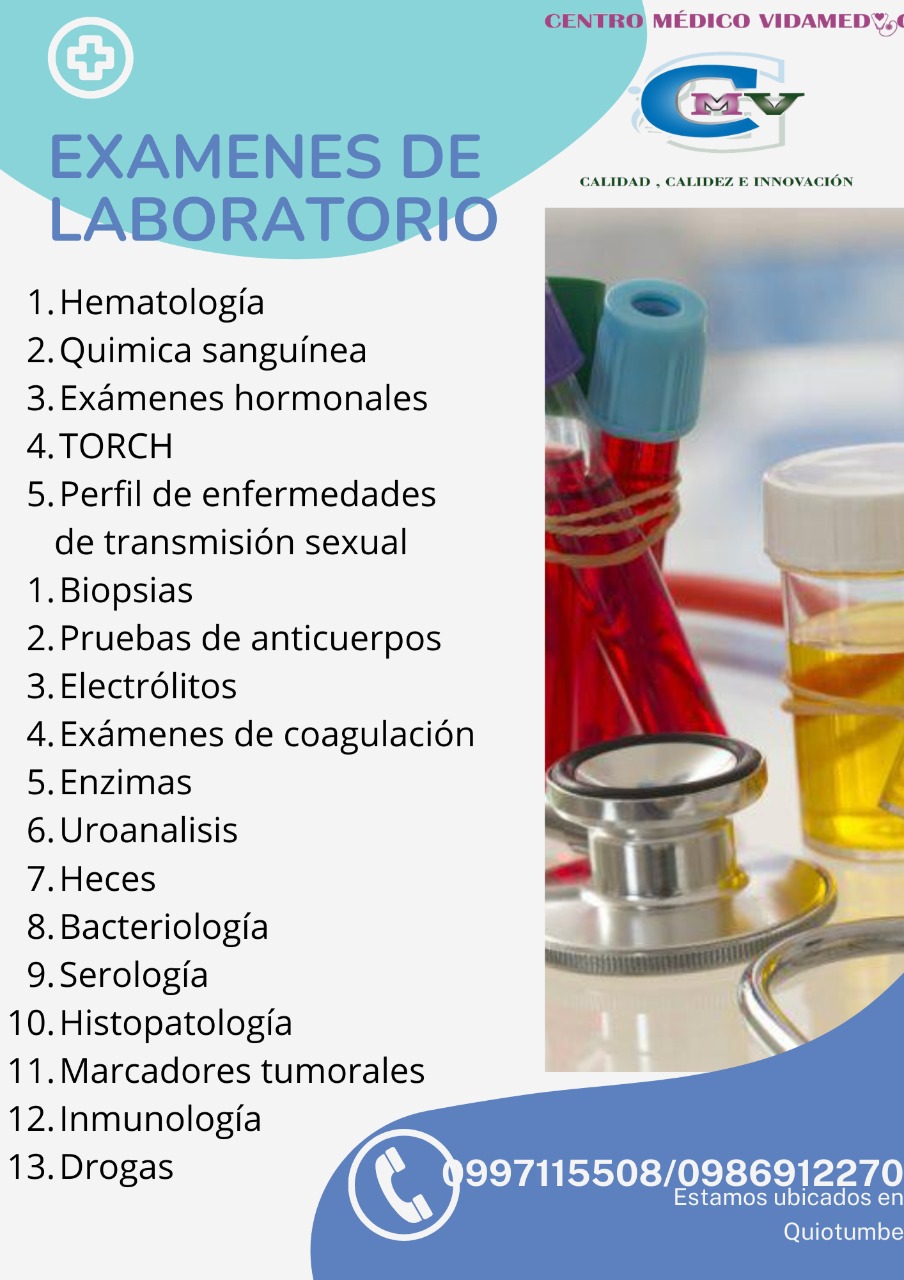 CENTRO MÉDICO VIDAMED
CMV
CALIDAD , CALIDEZ E INNOVACIÓN
EXAMENES DE
LABORATORIO
1. Hematología
2. Quimica sanguínea
3. Exámenes hormonales
4. TORCH
5. Perfil de enfermedades
de transmisión sexual
1. Biopsias
2. Pruebas de anticuerpos
3. Electrólitos
4. Exámenes de coagulación
5. Enzimas
6. Uroanalisis
7. Heces
8. Bacteriología
9. Serología
10. Histopatología
11. Marcadores tumorales
12. Inmunología
13. Drogas
0997115508/0986912270
Estamos ubicados en
Quiotumbe